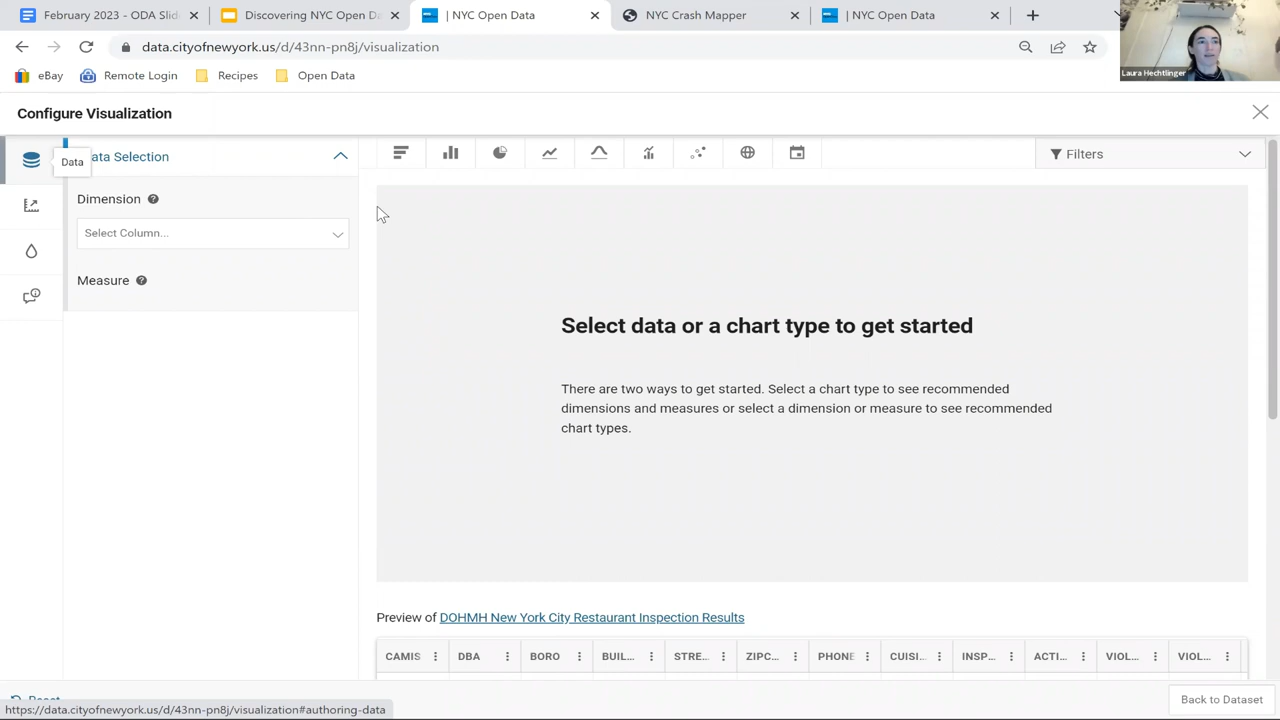 February 2023 - ODA Slid
Discovering NYC Open D
| NYC Open Data
NYC Crash Mapper
| NYC Open Data
data.cityofnewyork.us/d/43nn-pn8j/visualization
eBay
Remote Login
Recipes
Open Data
Laura Hechtlinger
Configure Visualization
Data
ata Selection
Filters
Dimension
Select Column...
Measure
Select data or a chart type to get started
There are two ways to get started. Select a chart type to see recommended
dimensions and measures or select a dimension or measure to see recommended
chart types.
Preview of DOHMH New York City Restaurant Inspection Results
CAMIS DBA BORO BUIL... STRE... ZIPC... PHONE CUISI... INSP... ACTI... VIOL... VIOL...
Reset
Back to Dataset
https://data.cityofnewyork.us/d/43nn-pn8j/visualization#authoring-data